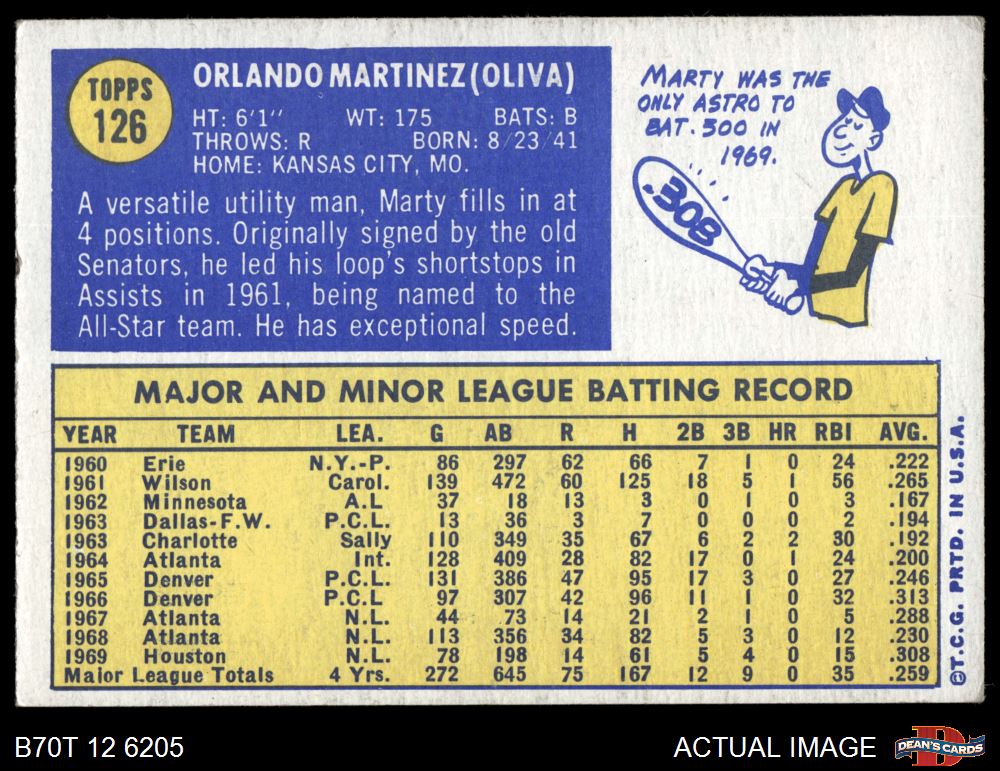 TOPPS
126
ORLANDO MARTINEZ (OLIVA)
HT: 6'1" WT: 175 BATS: B
THROWS: R BORN: 8/23/41
HOME: KANSAS CITY, MO.
A versatile utility man, Marty fills in at
4 positions. Originally signed by the old
Senators, he led his loop's shortstops in
Assists in 1961, being named to the
All-Star team. He has exceptional speed.
MARTY WAS THE
ONLY ASTRO TO
BAT .500 IN
1969.
.308
MAJOR AND MINOR LEAGUE BATTING RECORD
YEAR TEAM LEA. G AB R H 2B 3B HR RBI AVG.
1960 Erie N.Y.-P. 86 297 62 66 7 1 0 24 .222
1961 Wilson Carol. 139 472 60 125 18 5 1 56 .265
1962 Minnesota A.L 37 18 13 3 0 1 0 3 .167
1963 Dallas-F.W. P.C.L. 13 36 3 7 0 0 0 2 .194
1963 Charlotte Sally 110 349 35 67 6 2 2 30 .192
1964 Atlanta Int. 128 409 28 82 17 0 1 24 .200
1965 Denver P.C.L. 131 386 47 95 17 3 0 27 .246
1966 Denver P.C.L 97 307 42 96 11 1 0 32 .313
1967 Atlanta N.L. 44 73 14 21 2 1 0 5 .288
1968 Atlanta N.L. 113 356 34 82 5 3 0 12 .230
1969 Houston N.L. 78 198 14 61 5 4 0 15 .308
Major League Totals 4 Yrs. 272 645 75 167 12 9 0 35 .259
©T.C.G. PRTD. IN U.S.A.
B70T 12 6205
ACTUAL IMAGE
DEAN'S CARDS